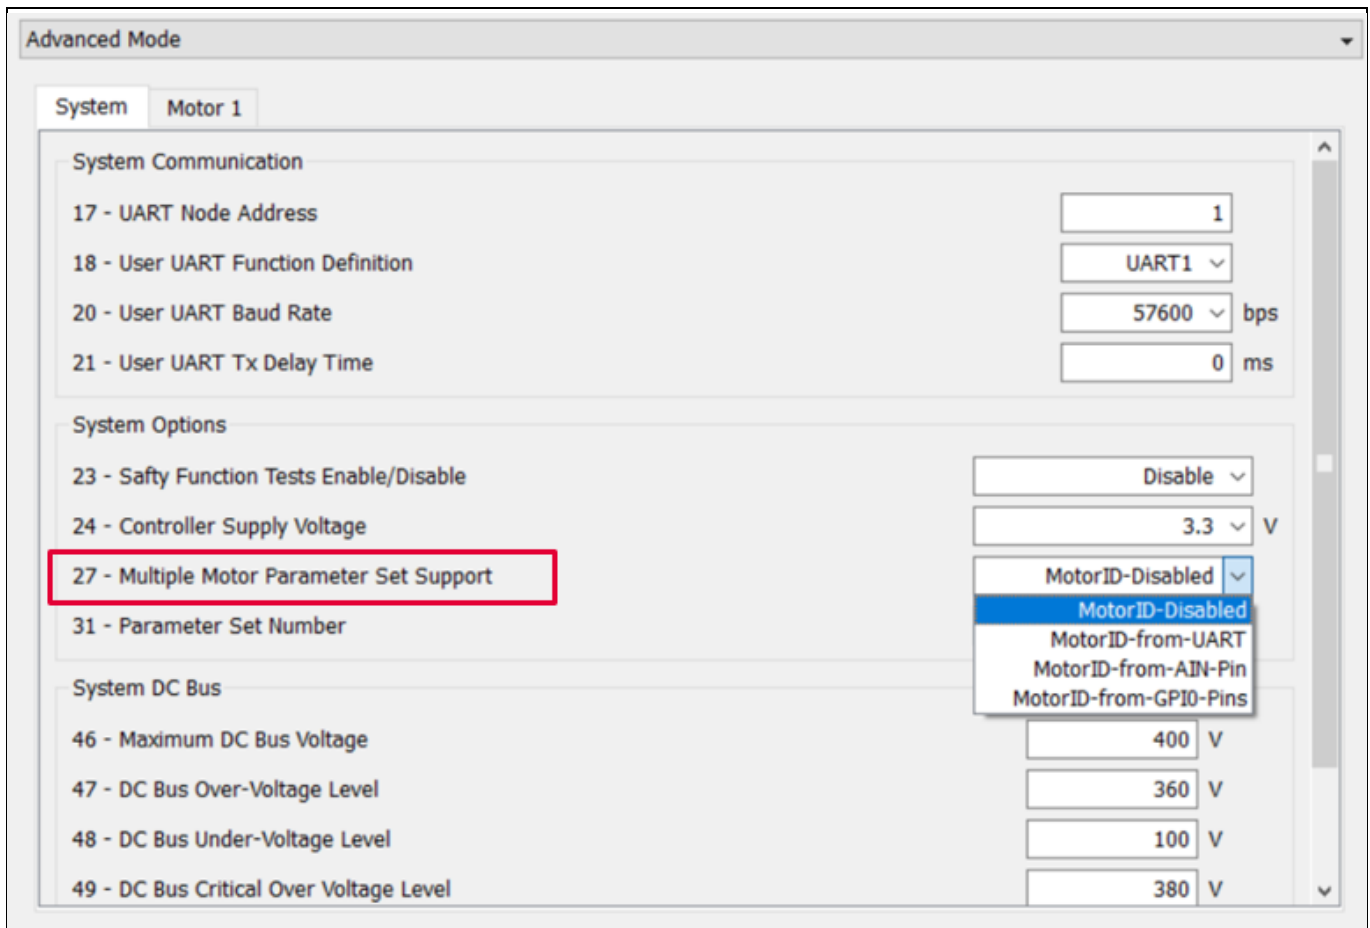 Advanced Mode
System Motor 1
System Communication
17 - UART Node Address 1
18 - User UART Function Definition UART1
20 - User UART Baud Rate 57600 bps
21 - User UART Tx Delay Time 0 ms
System Options
23 - Safty Function Tests Enable/Disable Disable
24 - Controller Supply Voltage 3.3 V
27 - Multiple Motor Parameter Set Support MotorID-Disabled
MotorID-Disabled
31 - Parameter Set Number
MotorID-from-UART
MotorID-from-AIN-Pin
MotorID-from-GPI0-Pins
System DC Bus
46 - Maximum DC Bus Voltage 400 V
47 - DC Bus Over-Voltage Level 360 V
48 - DC Bus Under-Voltage Level 100 V
49 - DC Bus Critical Over Voltage Level 380 V